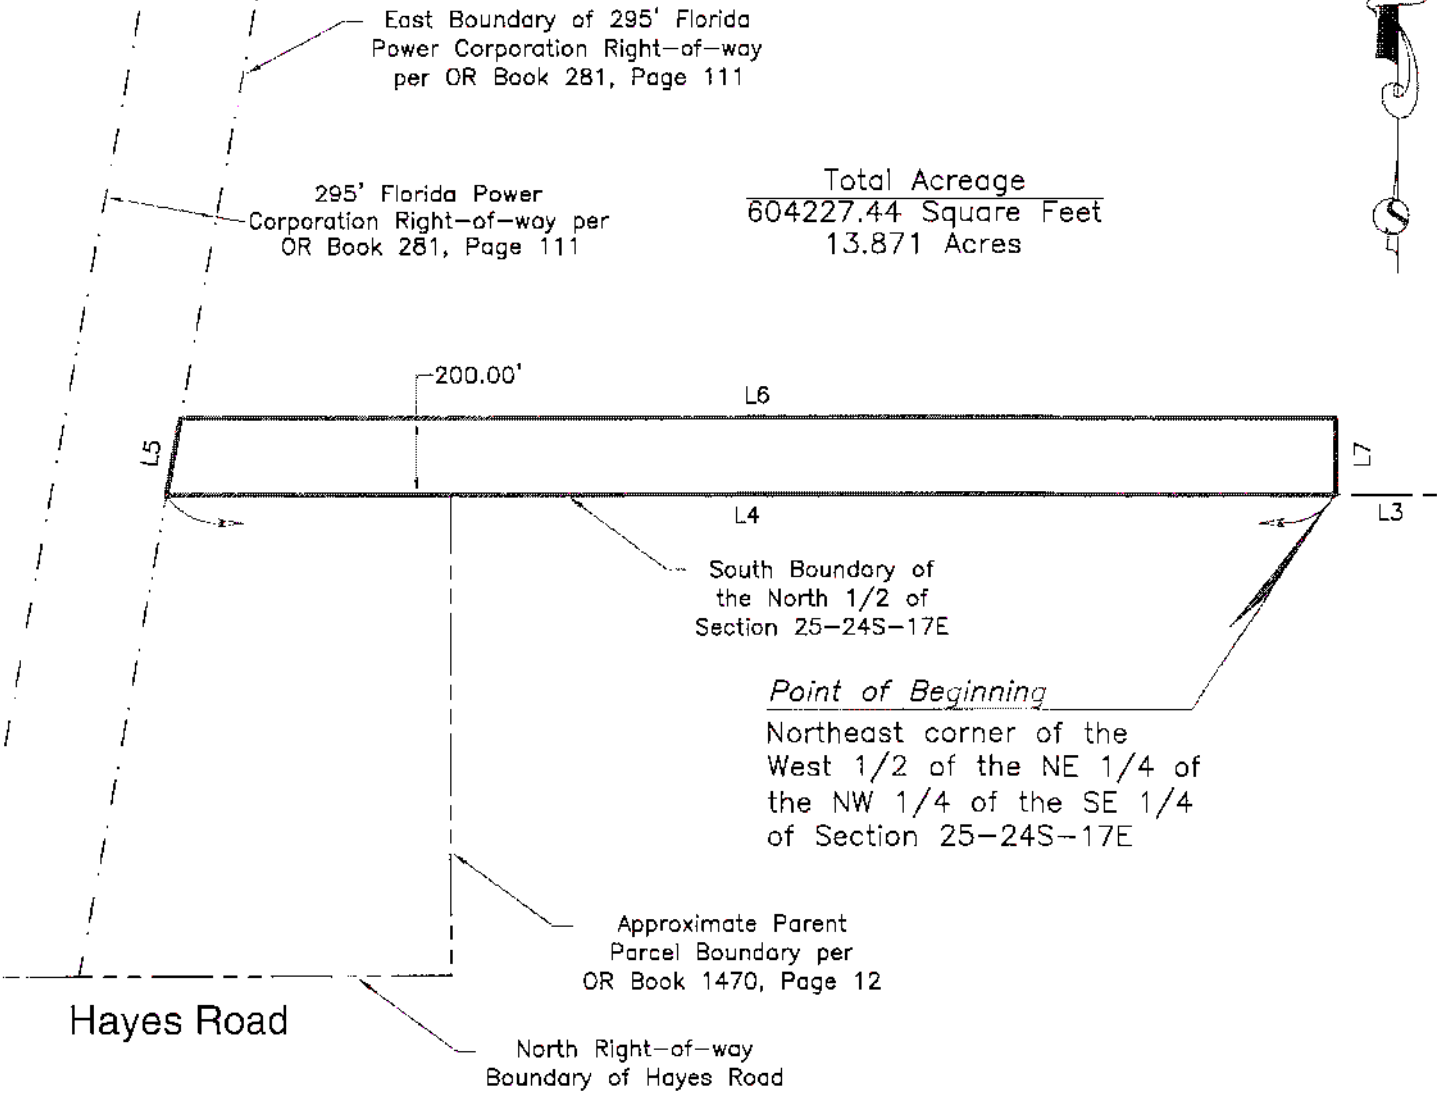 East Boundary of 295' Florida
Power Corporation Right-of-way
per OR Book 281, Page 111
295' Florida Power
Corporation Right-of-way per
OR Book 281, Page 111
Total Acreage
604227.44 Square Feet
13.871 Acres
200.00'
L6
L5
L7
L4
L3
South Boundary of
the North 1/2 of
Section 25-24S-17E
Point of Beginning
Northeast corner of the
West 1/2 of the NE 1/4 of
the NW 1/4 of the SE 1/4
of Section 25-24S-17E
Approximate Parent
Parcel Boundary per
OR Book 1470, Page 12
Hayes Road
North Right-of-way
Boundary of Hayes Road